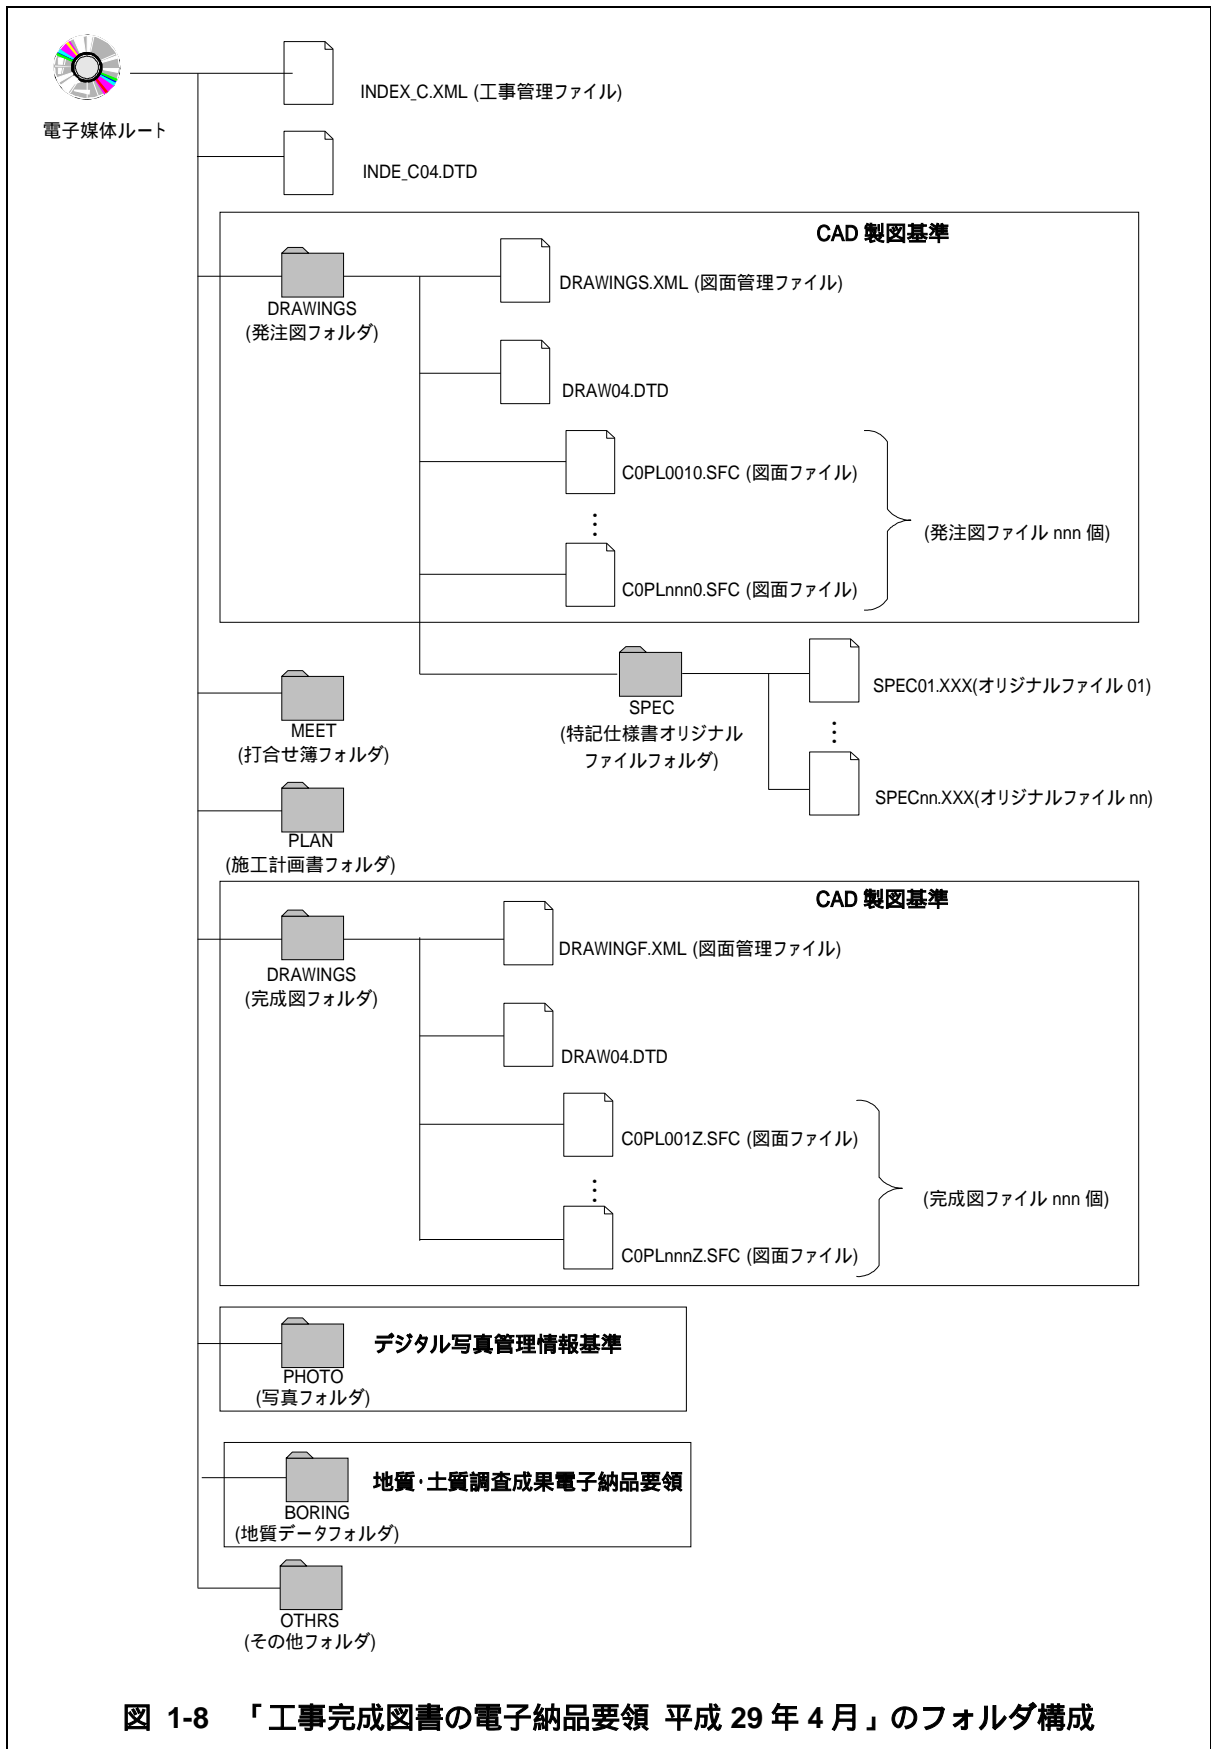 電子媒体ルート
INDEX_C.XML (工事管理ファイル)
INDE_C04.DTD
CAD 製図基準
DRAWINGS
(発注図フォルダ)
DRAWINGS.XML (図面管理ファイル)
DRAW04.DTD
C0PL0010.SFC (図面ファイル)
⋮
(発注図ファイル nnn 個)
C0PLnnn0.SFC (図面ファイル)
SPEC
(特記仕様書オリジナル
ファイルフォルダ)
SPEC01.XXX(オリジナルファイル 01)
⋮
SPECnn.XXX(オリジナルファイル nn)
MEET
(打合せ簿フォルダ)
PLAN
(施工計画書フォルダ)
CAD 製図基準
DRAWINGS
(完成図フォルダ)
DRAWINGF.XML (図面管理ファイル)
DRAW04.DTD
C0PL001Z.SFC (図面ファイル)
⋮
(完成図ファイル nnn 個)
C0PLnnnZ.SFC (図面ファイル)
デジタル写真管理情報基準
PHOTO
(写真フォルダ)
地質・土質調査成果電子納品要領
BORING
(地質データフォルダ)
OTHRS
(その他フォルダ)
図 1-8 「工事完成図書の電子納品要領 平成 29 年 4 月」のフォルダ構成